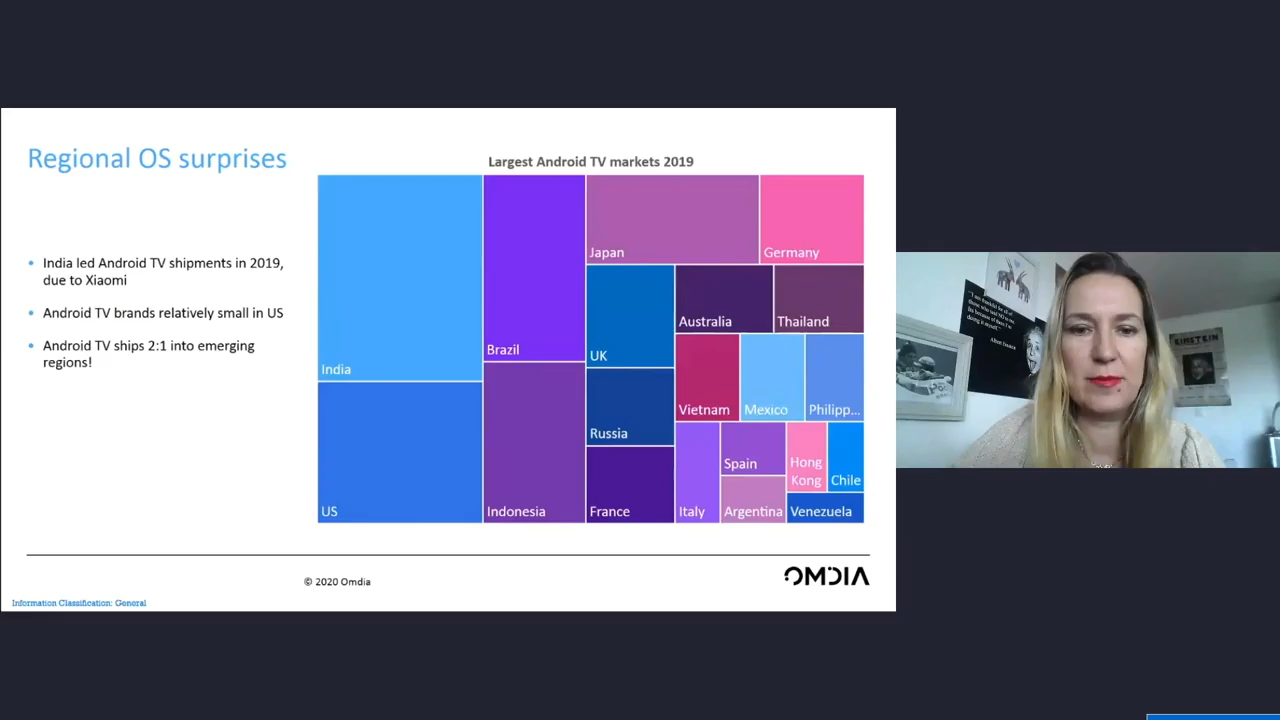 Regional OS surprises
• India led Android TV shipments in 2019,
due to Xiaomi
• Android TV brands relatively small in US
• Android TV ships 2:1 into emerging
regions!
Largest Android TV markets 2019
India
US
Brazil
Indonesia
Japan
Germany
UK
Russia
France
Australia
Thailand
Vietnam
Mexico
Philipp...
Italy
Spain
Argentina
Hong
Kong
Chile
Venezuela
© 2020 Omdia
OMDIA
Information Classification: General
EINSTEIN